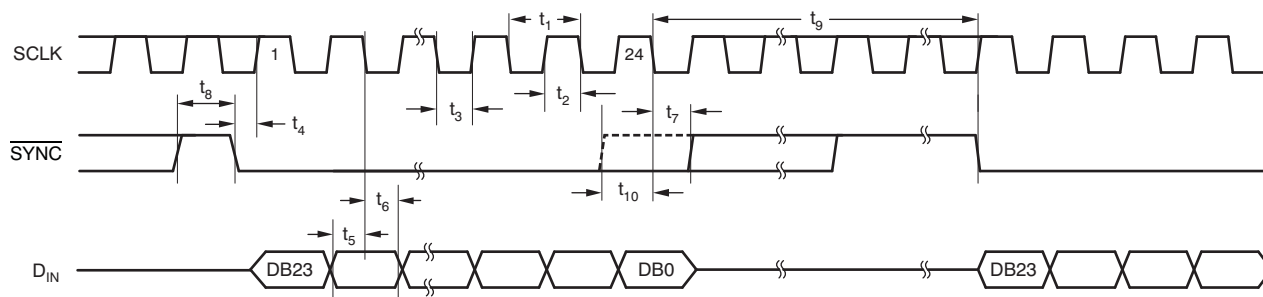 t1
t9
SCLK
1
24
t8
t4
t3
t2
t7
SYNC
t10
t6
t5
DIN
DB23
DB0
DB23